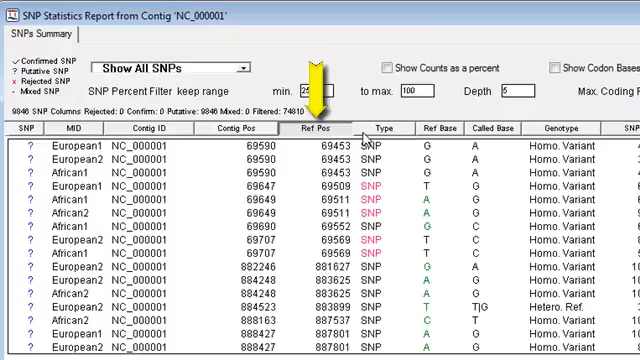 SNP Statistics Report from Contig 'NC_000001'
SNPs Summary
Confirmed SNP
? Putative SNP
x Rejected SNP
Mixed SNP
Show All SNPs
Show Counts as a percent
Show Codon Bases
SNP Percent Filter keep range min. 25 to max. 100 Depth 5 Max. Coding
9846 SNP Columns Rejected: 0 Confirm: 0 Putative: 9846 Mixed: 0 Filtered: 74810
SNP MID Contig ID Contig Pos Ref Pos Type Ref Base Called Base Genotype SNP
? European1 NC_000001 69590 69453 SNP G A Homo. Variant
? European2 NC_000001 69590 69453 SNP G A Homo. Variant
? African1 NC_000001 69590 69453 SNP G A Homo. Variant
? European1 NC_000001 69647 69509 SNP T G Homo. Variant
? African1 NC_000001 69649 69511 SNP A G Homo. Variant
? African2 NC_000001 69649 69511 SNP A G Homo. Variant
? African1 NC_000001 69690 69552 SNP G C Homo. Variant
? European2 NC_000001 69707 69569 SNP T C Homo. Variant
? African1 NC_000001 69707 69569 SNP T C Homo. Variant
? European2 NC_000001 882246 881627 SNP G A Homo. Variant
? European2 NC_000001 884248 883625 SNP A G Homo. Variant
? African2 NC_000001 884248 883625 SNP A G Homo. Variant
? European2 NC_000001 884523 883899 SNP T T|G Hetero. Ref.
? African2 NC_000001 888163 887537 SNP C T Homo. Variant
? European1 NC_000001 888427 887801 SNP A G Homo. Variant
? European2 NC_000001 888427 887801 SNP A G Homo. Variant